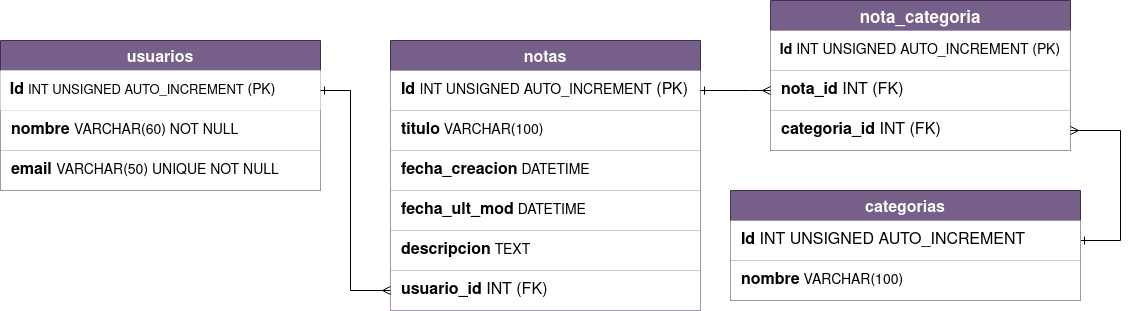 usuarios
Id INT UNSIGNED AUTO_INCREMENT (PK)
nombre VARCHAR(60) NOT NULL
email VARCHAR(50) UNIQUE NOT NULL
notas
Id INT UNSIGNED AUTO_INCREMENT (PK)
titulo VARCHAR(100)
fecha_creacion DATETIME
fecha_ult_mod DATETIME
descripcion TEXT
usuario_id INT (FK)
nota_categoria
Id INT UNSIGNED AUTO_INCREMENT (PK)
nota_id INT (FK)
categoria_id INT (FK)
categorias
Id INT UNSIGNED AUTO_INCREMENT
nombre VARCHAR(100)